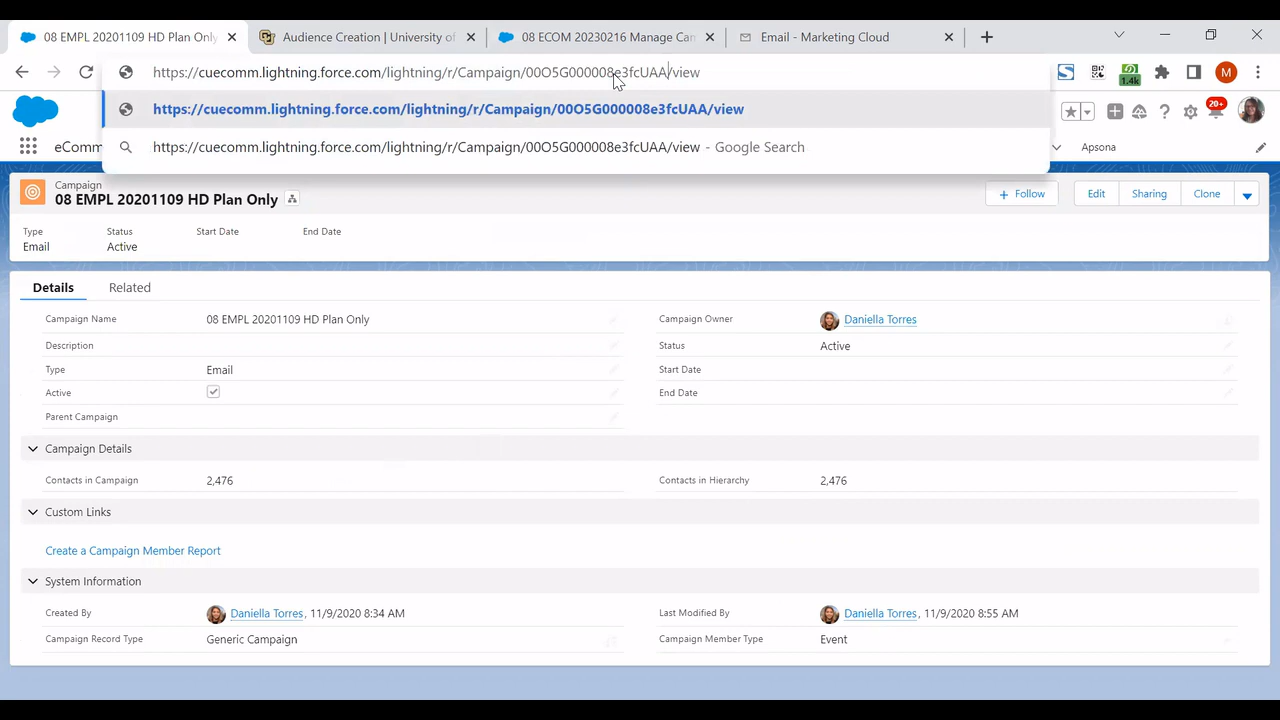 08 EMPL 20201109 HD Plan Only
Audience Creation | University of
08 ECOM 20230216 Manage Can
Email - Marketing Cloud
https://cuecomm.lightning.force.com/lightning/r/Campaign/00O5G000008e3fcUAA/view
1.4k
M
https://cuecomm.lightning.force.com/lightning/r/Campaign/00O5G000008e3fcUAA/view
20+
https://cuecomm.lightning.force.com/lightning/r/Campaign/00O5G000008e3fcUAA/view - Google Search
eComm
Apsona
Campaign
08 EMPL 20201109 HD Plan Only
+ Follow
Edit
Sharing
Clone
Type
Status
Start Date
End Date
Email
Active
Details
Related
Campaign Name
08 EMPL 20201109 HD Plan Only
Campaign Owner
Daniella Torres
Description
Status
Active
Type
Email
Start Date
Active
End Date
Parent Campaign
Campaign Details
Contacts in Campaign
2,476
Contacts in Hierarchy
2,476
Custom Links
Create a Campaign Member Report
System Information
Created By
Daniella Torres, 11/9/2020 8:34 AM
Last Modified By
Daniella Torres, 11/9/2020 8:55 AM
Campaign Record Type
Generic Campaign
Campaign Member Type
Event